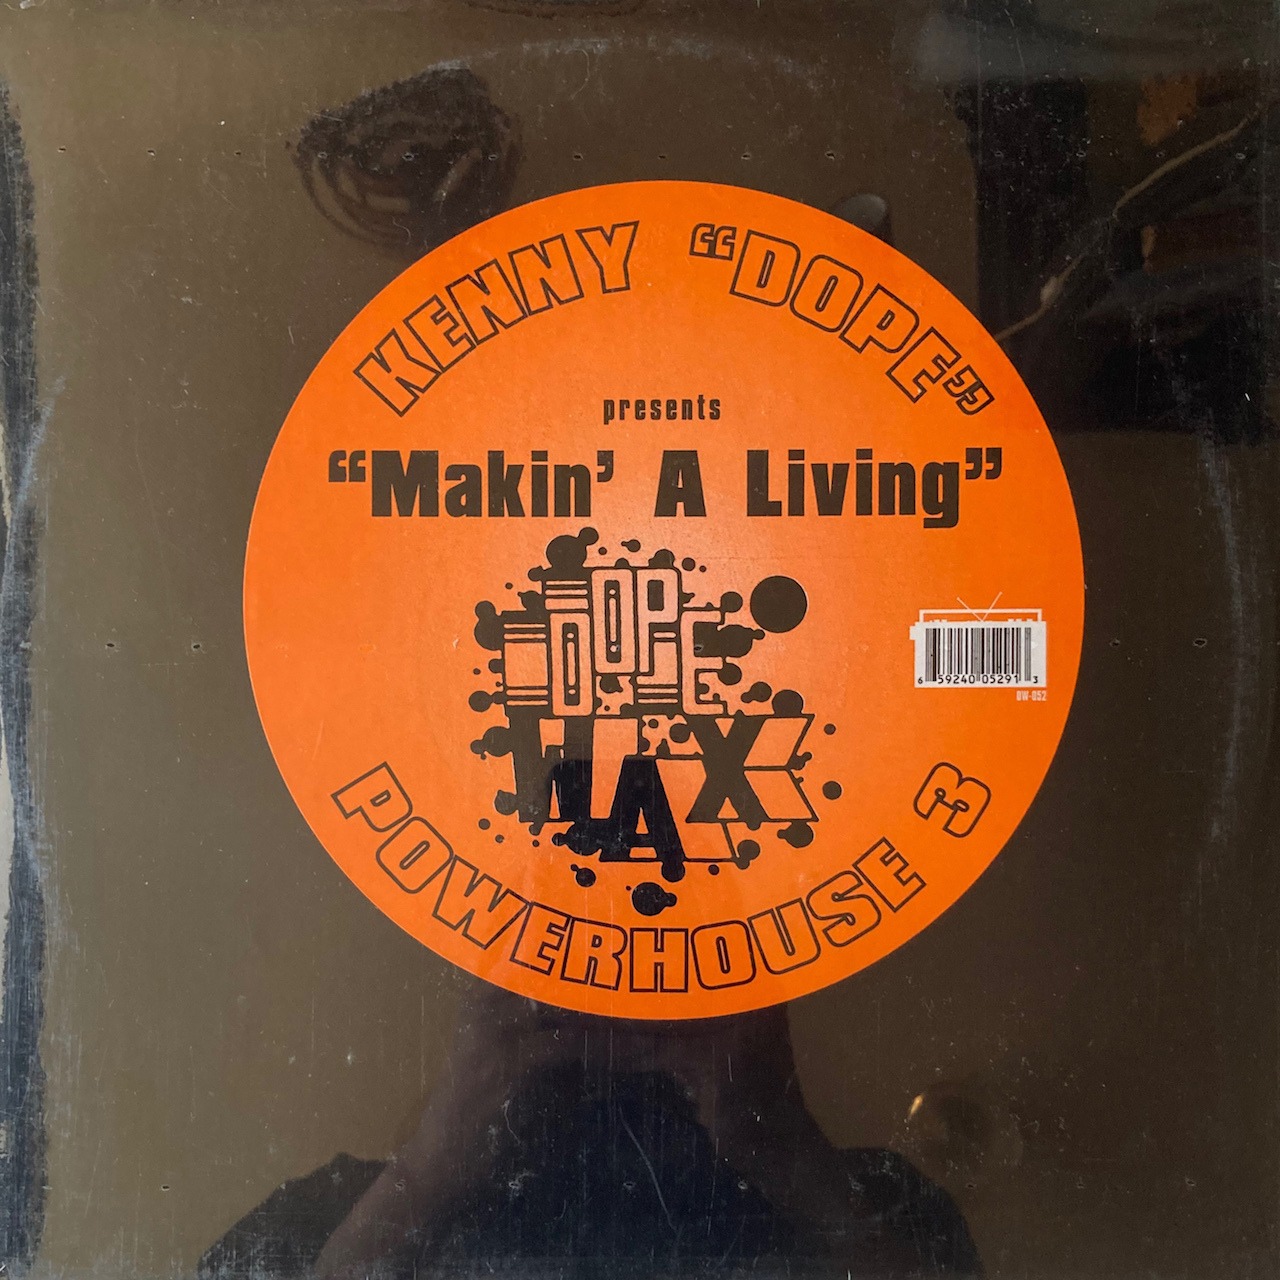 KENNY “DOPE”
presents
“Makin’ A Living”
DOPE
WAX
6 59240 05291 3
DW-052
POWERHOUSE 3